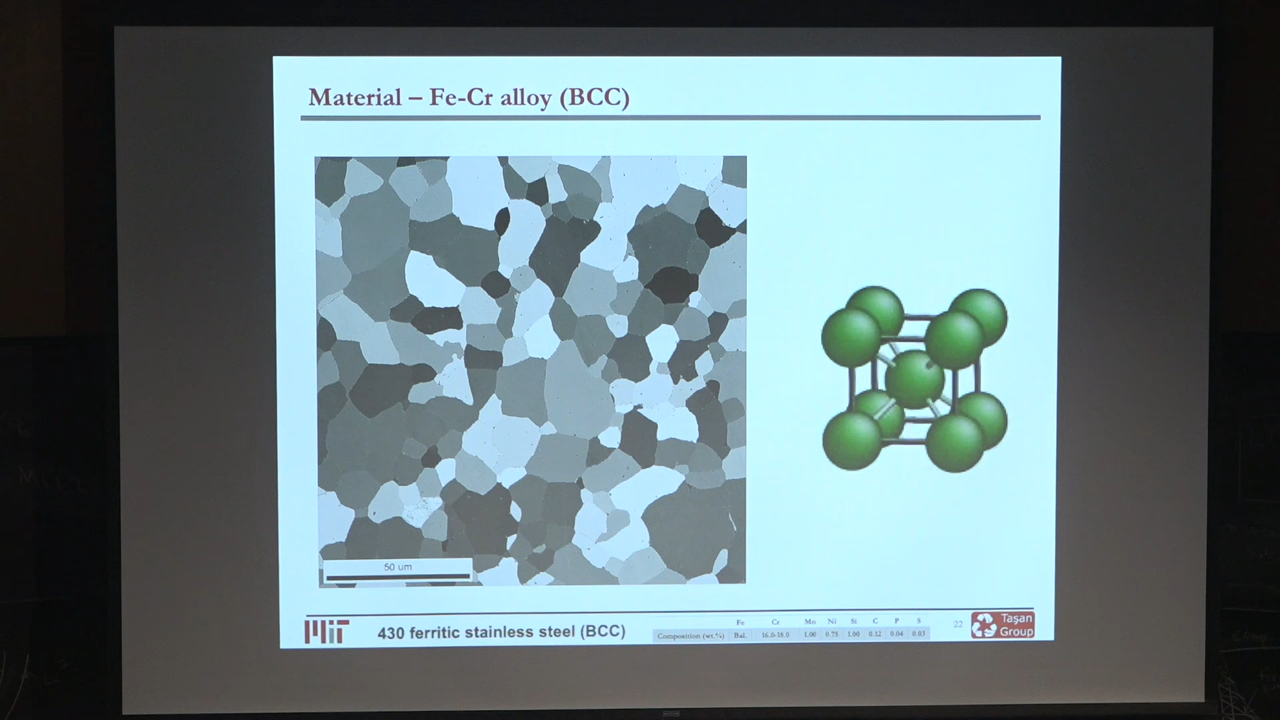 Material – Fe-Cr alloy (BCC)
50 um
MIT
430 ferritic stainless steel (BCC)
Fe Cr Mn Ni Si C P S
Composition (wt.%) Bal. 16.0-18.0 1.00 0.75 1.00 0.12 0.04 0.03
22
Taşan
Group